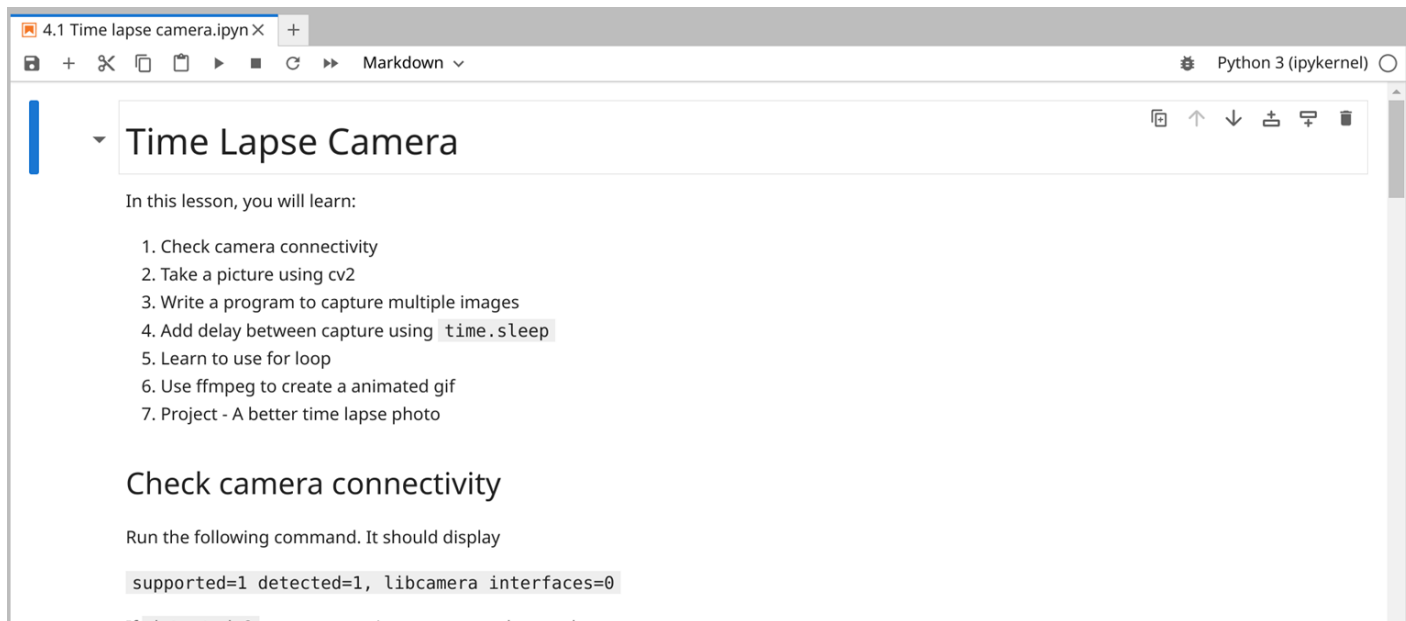 4.1 Time lapse camera.ipyn
Markdown
Python 3 (ipykernel)
Time Lapse Camera
In this lesson, you will learn:
1. Check camera connectivity
2. Take a picture using cv2
3. Write a program to capture multiple images
4. Add delay between capture using time.sleep
5. Learn to use for loop
6. Use ffmpeg to create a animated gif
7. Project - A better time lapse photo
Check camera connectivity
Run the following command. It should display
supported=1 detected=1, libcamera interfaces=0